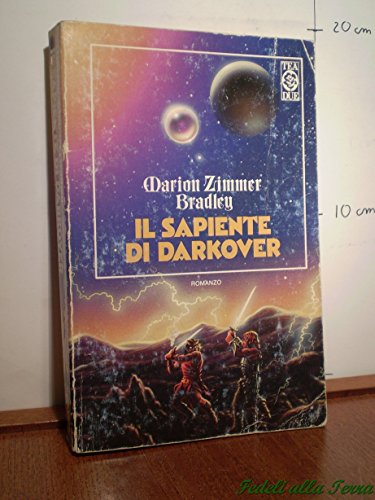 20 cm
TEA
DUE
Marion Zimmer
Bradley
IL SAPIENTE
DI DARKOVER
10 cm
ROMANZO
Fedeli alla Terra